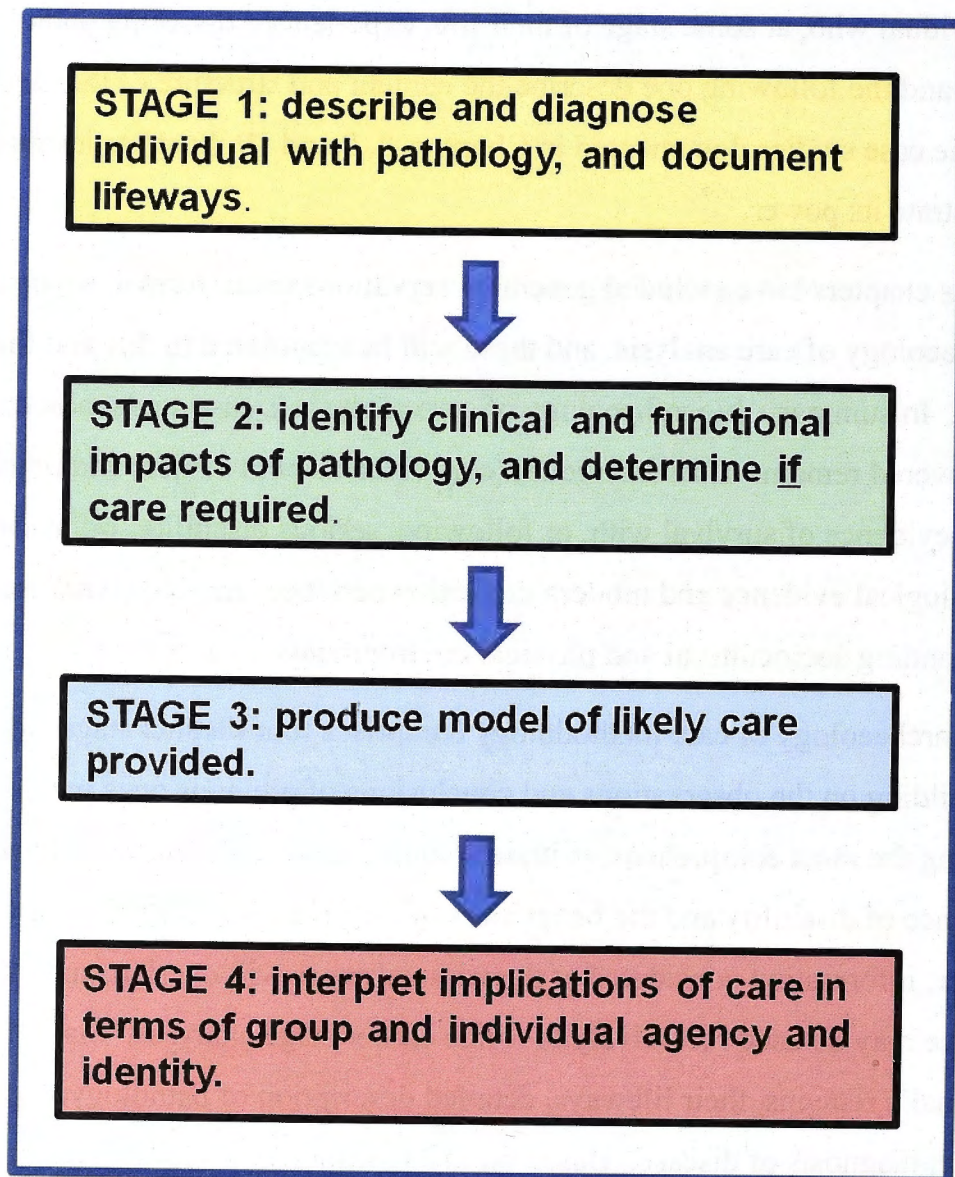 STAGE 1: describe and diagnose
individual with pathology, and document
lifeways.
STAGE 2: identify clinical and functional
impacts of pathology, and determine if
care required.
STAGE 3: produce model of likely care
provided.
STAGE 4: interpret implications of care in
terms of group and individual agency and
identity.